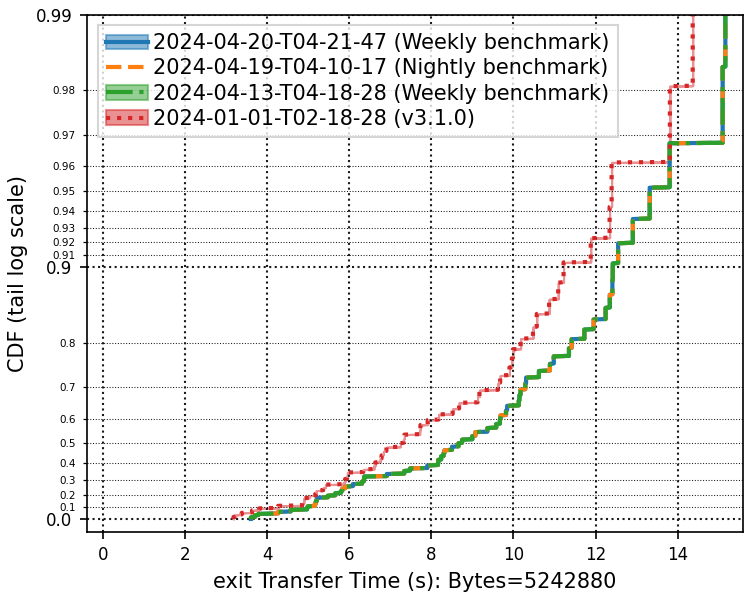 0.99
2024-04-20-T04-21-47 (Weekly benchmark)
2024-04-19-T04-10-17 (Nightly benchmark)
2024-04-13-T04-18-28 (Weekly benchmark)
2024-01-01-T02-18-28 (v3.1.0)
0.98
0.97
0.96
0.95
0.94
0.93
0.92
0.91
0.9
0.8
0.7
0.6
0.5
0.4
0.3
0.2
0.1
0.0
CDF (tail log scale)
0 2 4 6 8 10 12 14
exit Transfer Time (s): Bytes=5242880